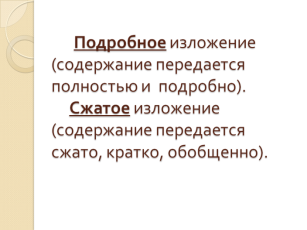 Подробное изложение
(содержание передается
полностью и подробно).
Сжатое изложение
(содержание передается
сжато, кратко, обобщенно).